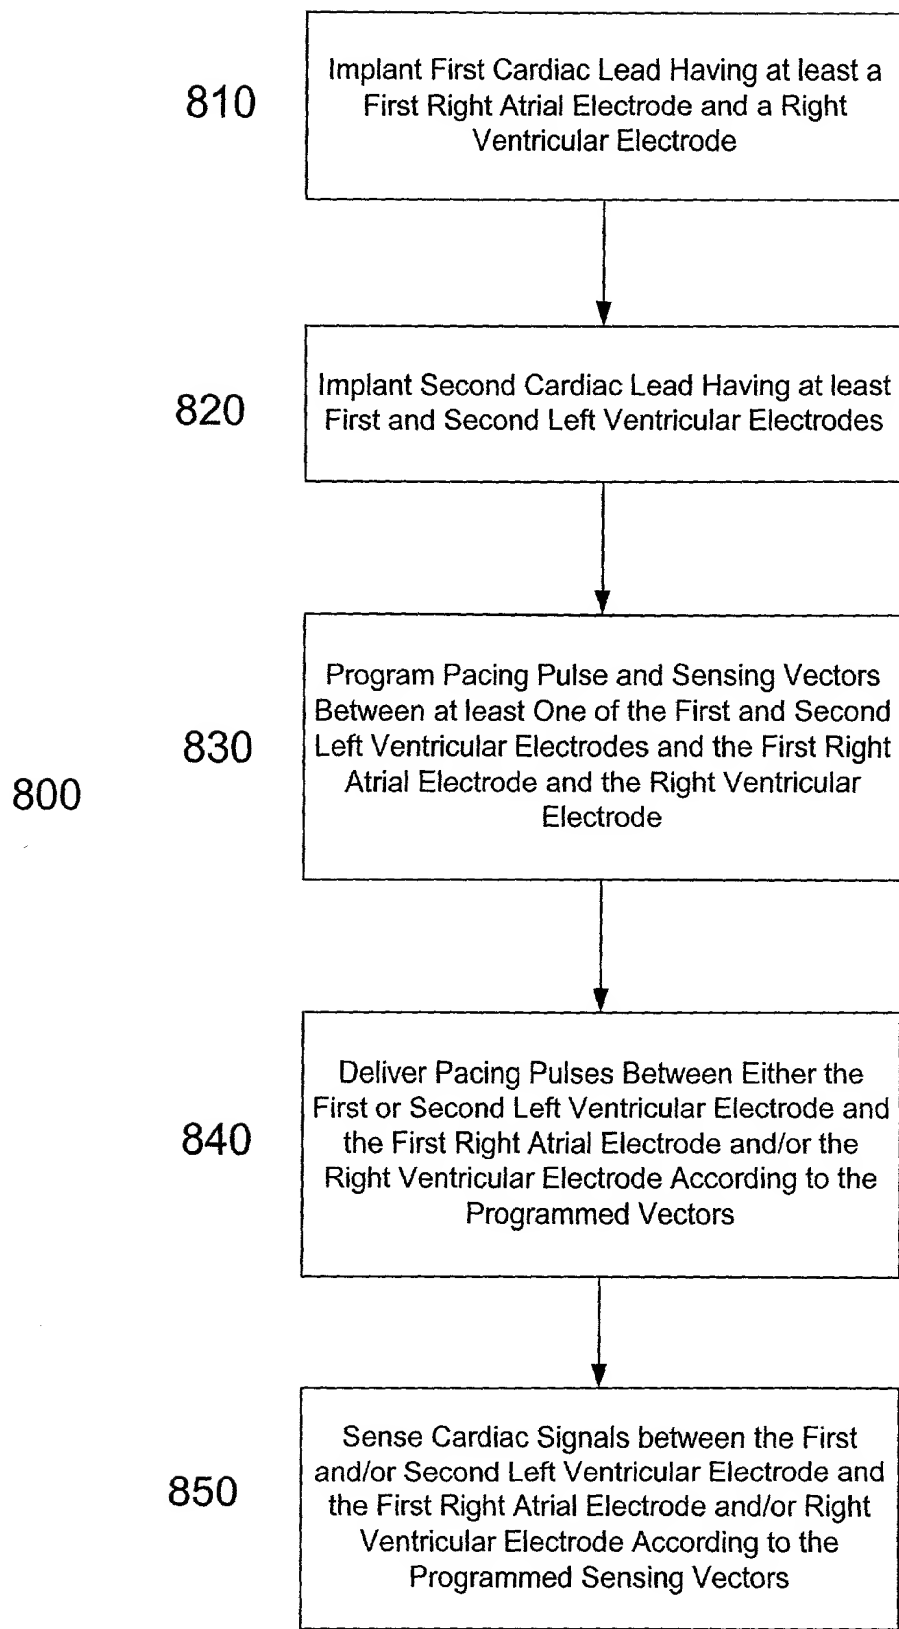 810
Implant First Cardiac Lead Having at least a
First Right Atrial Electrode and a Right
Ventricular Electrode
820
Implant Second Cardiac Lead Having at least
First and Second Left Ventricular Electrodes
830
Program Pacing Pulse and Sensing Vectors
Between at least One of the First and Second
Left Ventricular Electrodes and the First Right
Atrial Electrode and the Right Ventricular
Electrode
800
840
Deliver Pacing Pulses Between Either the
First or Second Left Ventricular Electrode and
the First Right Atrial Electrode and/or the
Right Ventricular Electrode According to the
Programmed Vectors
850
Sense Cardiac Signals between the First
and/or Second Left Ventricular Electrode and
the First Right Atrial Electrode and/or Right
Ventricular Electrode According to the
Programmed Sensing Vectors